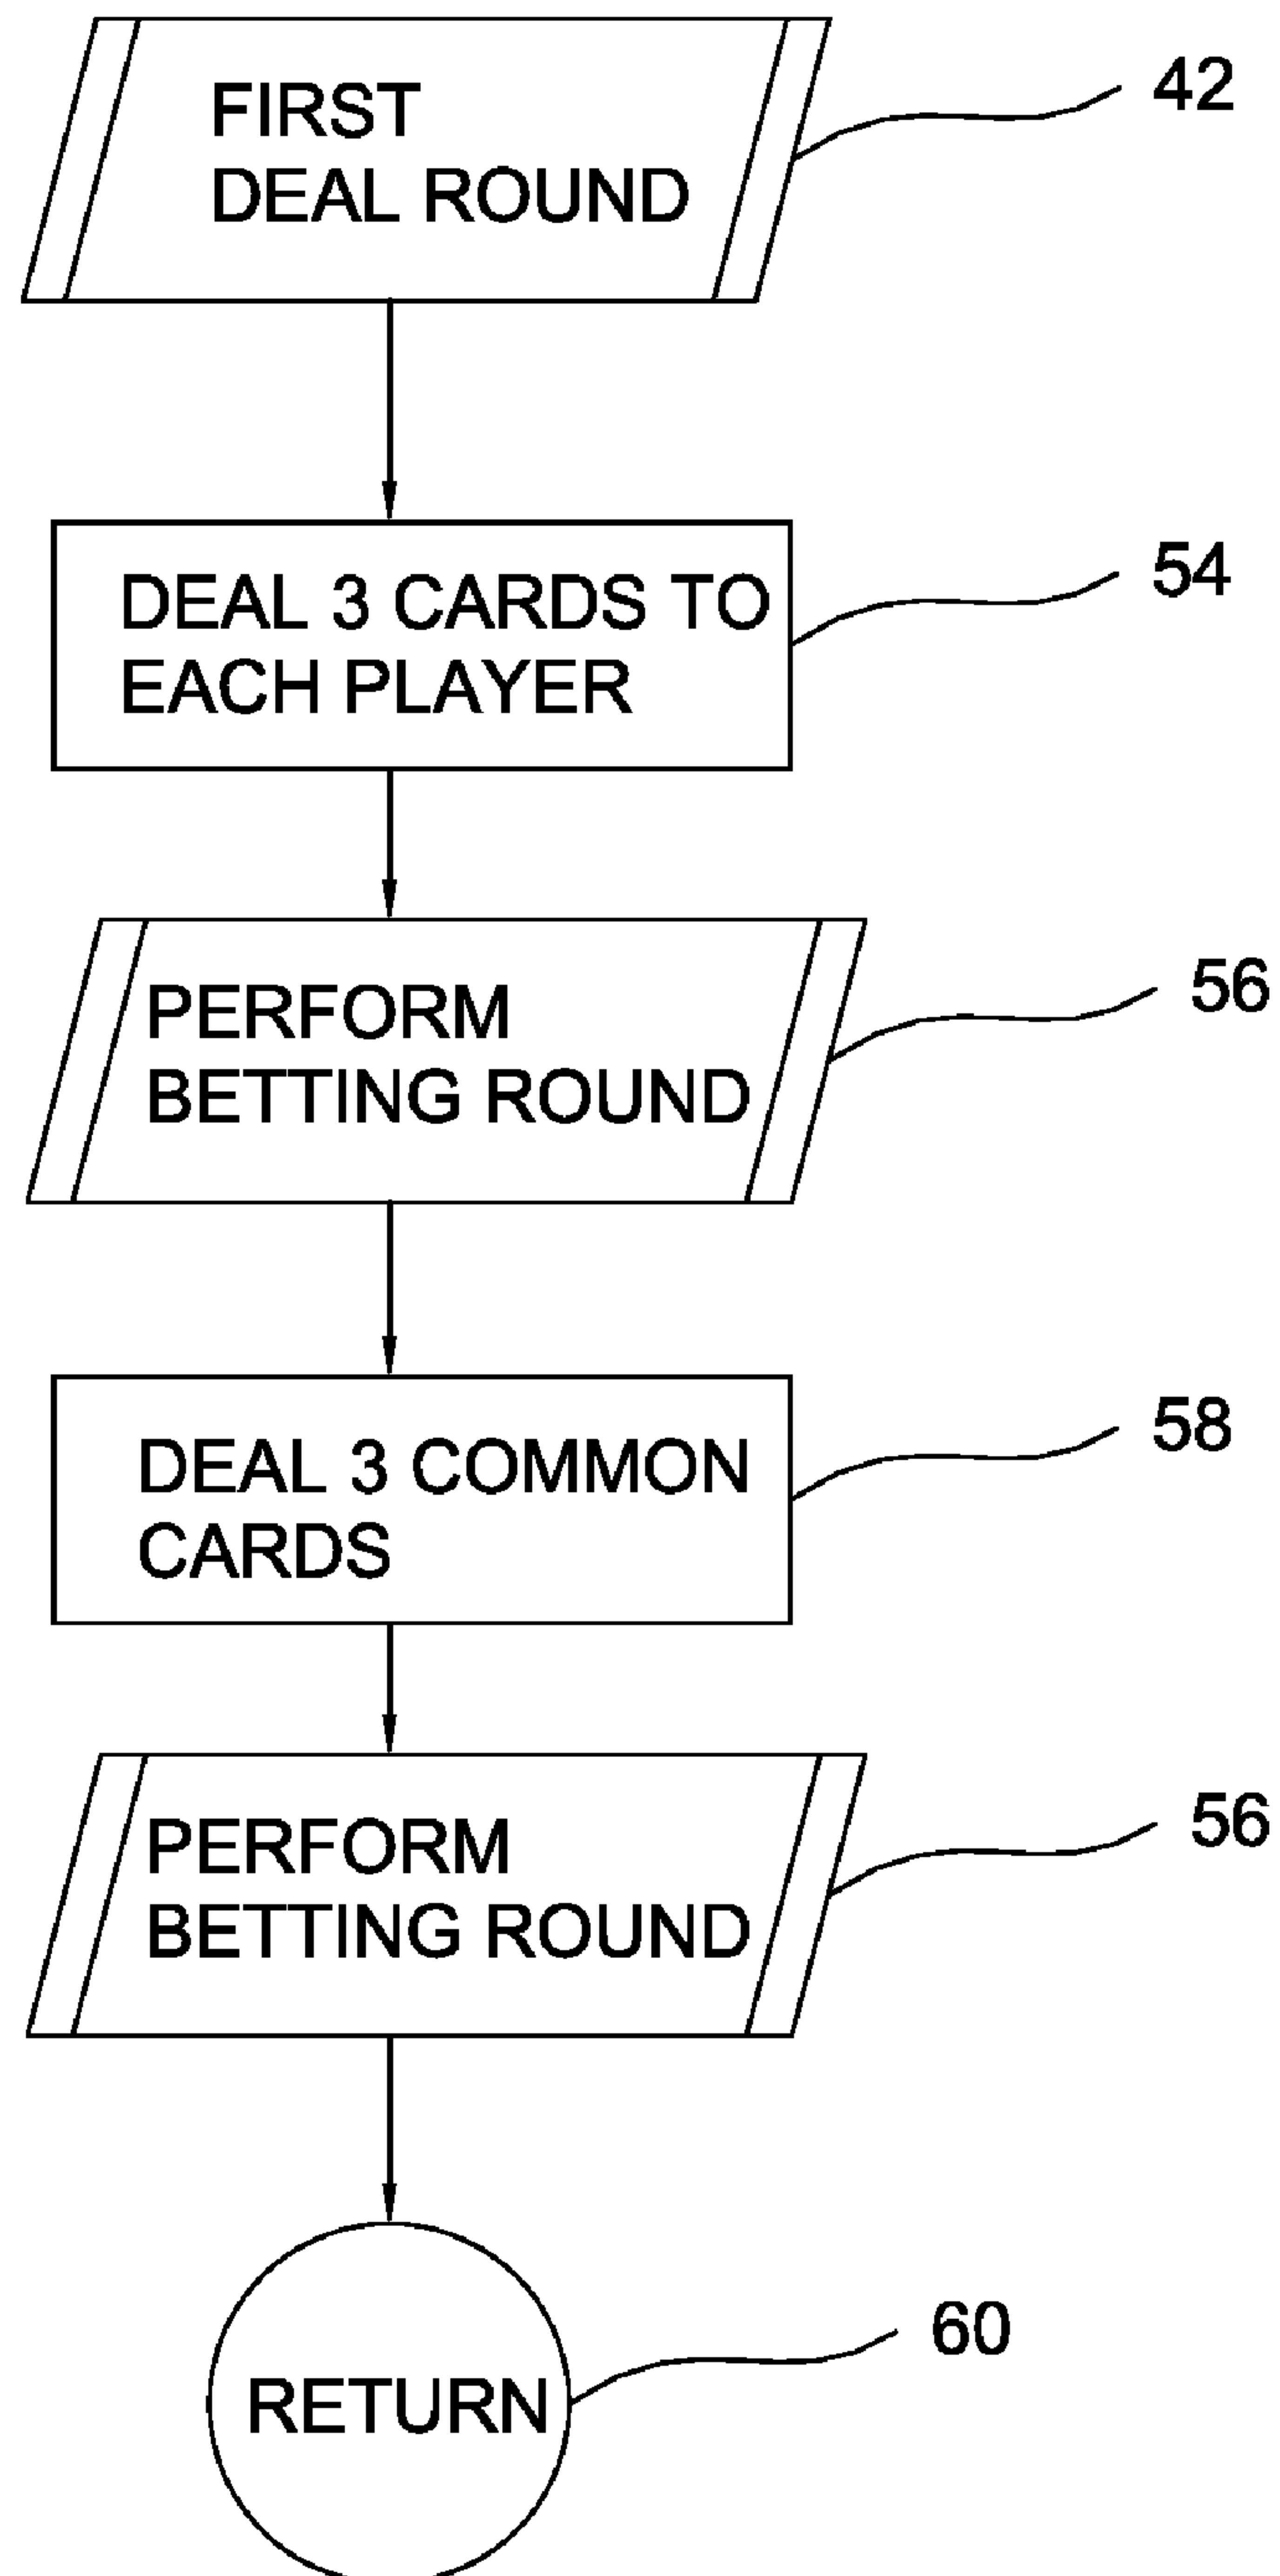 FIRST
DEAL ROUND
42
DEAL 3 CARDS TO
EACH PLAYER
54
PERFORM
BETTING ROUND
56
DEAL 3 COMMON
CARDS
58
PERFORM
BETTING ROUND
56
RETURN
60